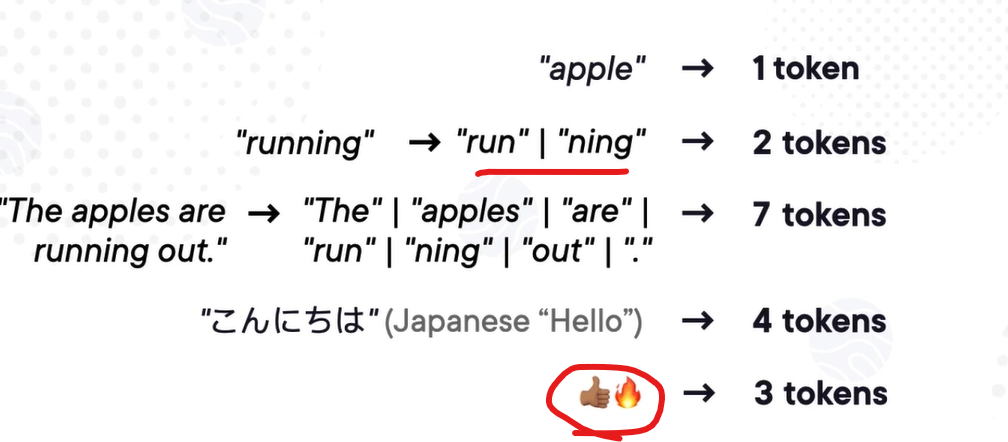 "apple" → 1 token
"running" → "run" | "ning" → 2 tokens
"The apples are → "The" | "apples" | "are" | → 7 tokens
running out." "run" | "ning" | "out" | "."
"こんにちは" (Japanese “Hello”) → 4 tokens
👍🏾🔥 → 3 tokens